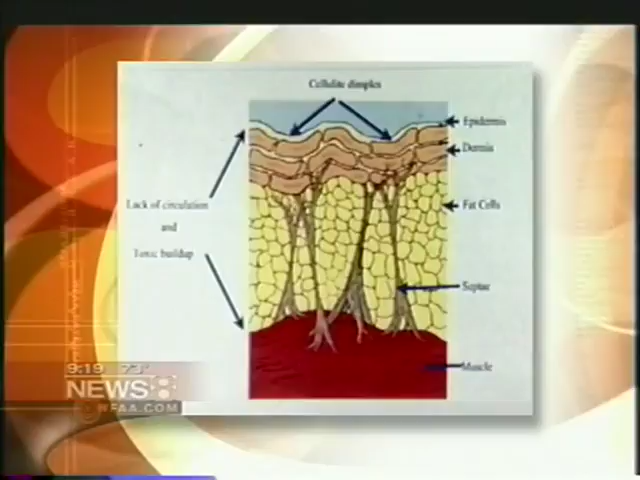 Cellulite dimples
Epidermis
Dermis
Lack of circulation
and
Toxic buildup
Fat Cells
Septae
Muscle
9:19 73°
NEWS 8
WFAA.COM